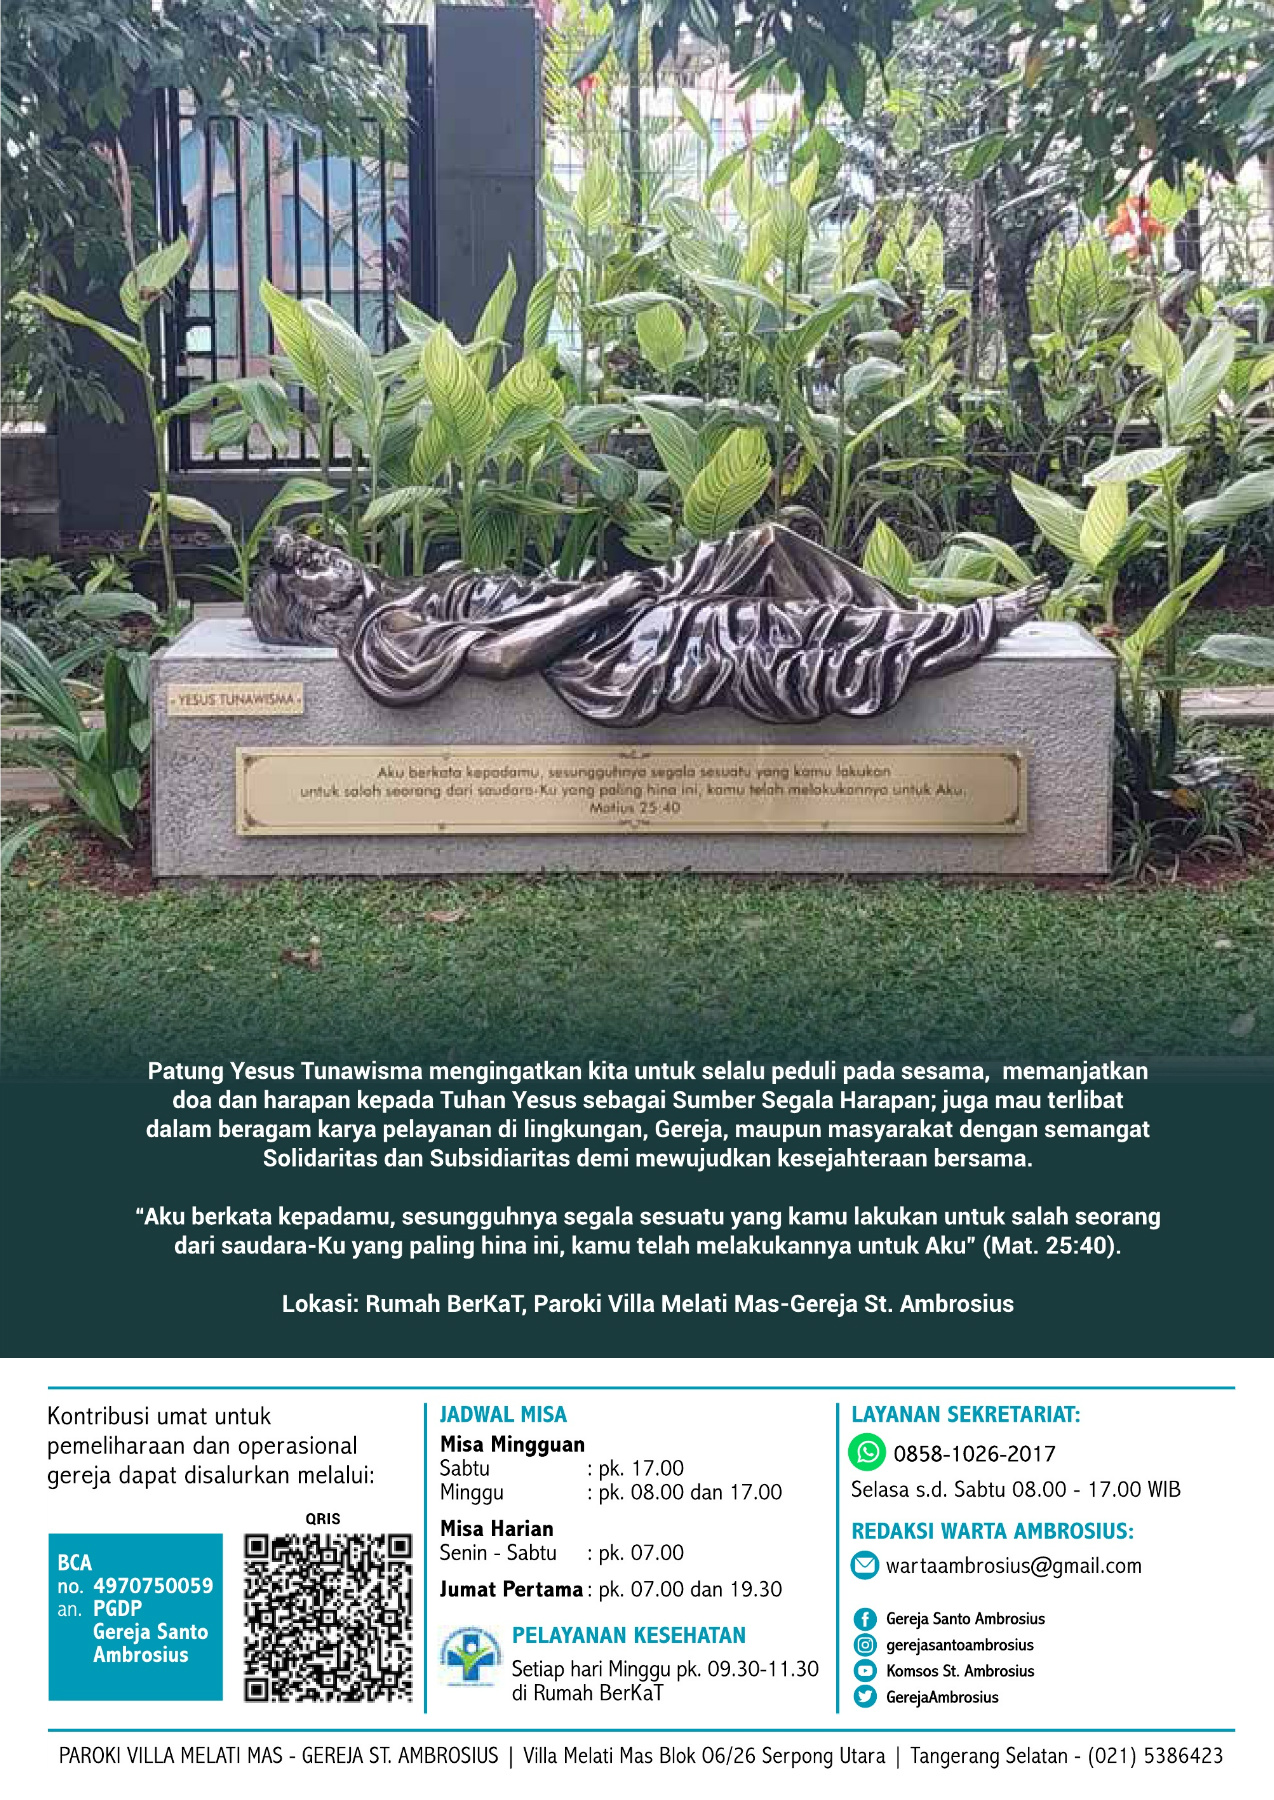 YESUS TUNAWISMA
Aku berkata kepadamu, sesungguhnya segala sesuatu yang kamu lakukan
untuk salah seorang dari saudara-Ku yang paling hina ini, kamu telah melakukannya untuk Aku.
Matius 25:40
Patung Yesus Tunawisma mengingatkan kita untuk selalu peduli pada sesama, memanjatkan
doa dan harapan kepada Tuhan Yesus sebagai Sumber Segala Harapan; juga mau terlibat
dalam beragam karya pelayanan di lingkungan, Gereja, maupun masyarakat dengan semangat
Solidaritas dan Subsidiaritas demi mewujudkan kesejahteraan bersama.
“Aku berkata kepadamu, sesungguhnya segala sesuatu yang kamu lakukan untuk salah seorang
dari saudara-Ku yang paling hina ini, kamu telah melakukannya untuk Aku” (Mat. 25:40).
Lokasi: Rumah BerKaT, Paroki Villa Melati Mas-Gereja St. Ambrosius
Kontribusi umat untuk
pemeliharaan dan operasional
gereja dapat disalurkan melalui:
QRIS
BCA
no. 4970750059
an. PGDP
Gereja Santo
Ambrosius
JADWAL MISA
Misa Mingguan
Sabtu : pk. 17.00
Minggu : pk. 08.00 dan 17.00
Misa Harian
Senin - Sabtu : pk. 07.00
Jumat Pertama : pk. 07.00 dan 19.30
PELAYANAN KESEHATAN
Setiap hari Minggu pk. 09.30-11.30
di Rumah BerKaT
LAYANAN SEKRETARIAT:
0858-1026-2017
Selasa s.d. Sabtu 08.00 - 17.00 WIB
REDAKSI WARTA AMBROSIUS:
wartaambrosius@gmail.com
Gereja Santo Ambrosius
gerejasantoambrosius
Komsos St. Ambrosius
GerejaAmbrosius
PAROKI VILLA MELATI MAS - GEREJA ST. AMBROSIUS | Villa Melati Mas Blok O6/26 Serpong Utara | Tangerang Selatan - (021) 5386423